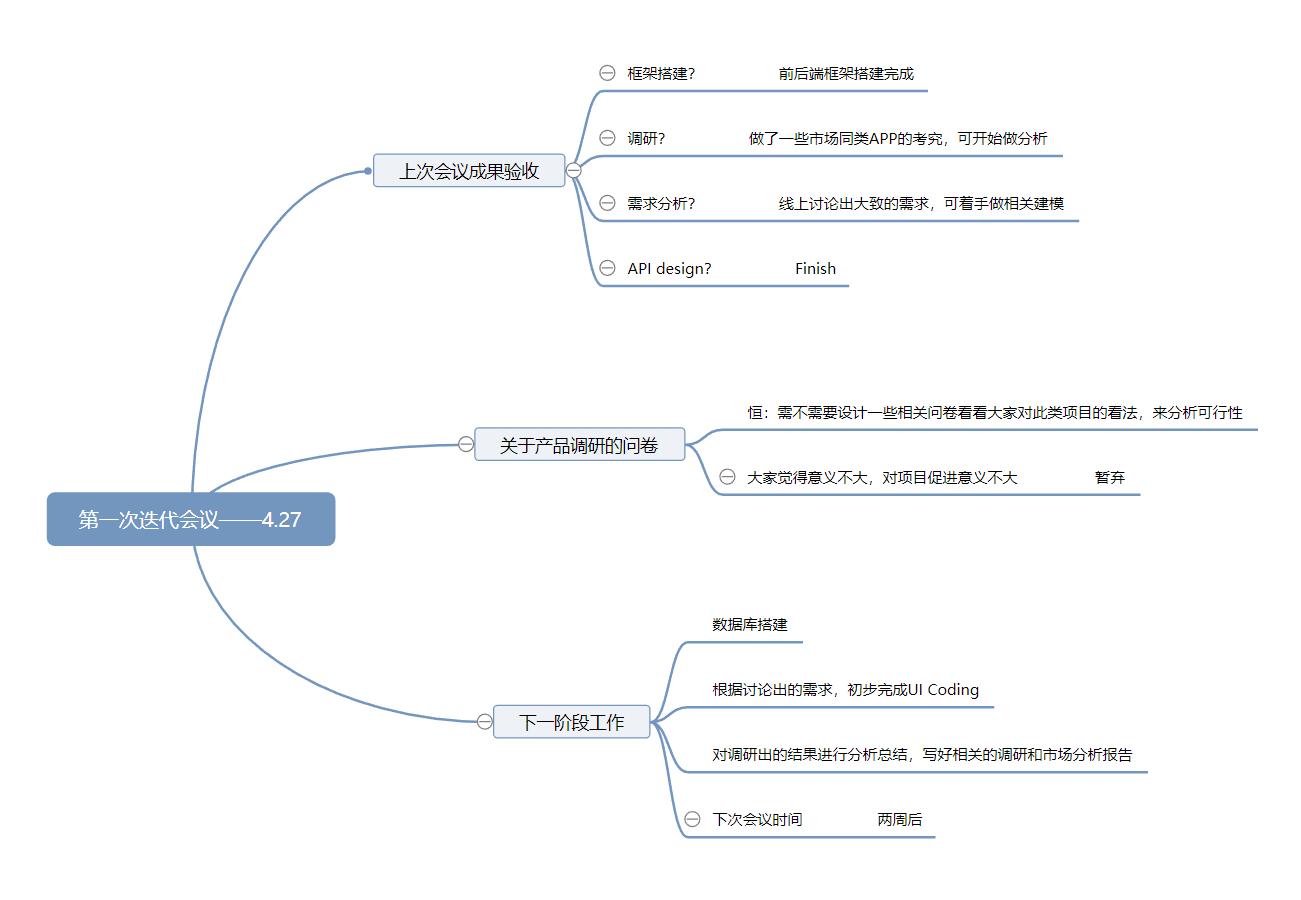 框架搭建? 前后端框架搭建完成
调研? 做了一些市场同类APP的考究，可开始做分析
上次会议成果验收
需求分析? 线上讨论出大致的需求，可着手做相关建模
API design? Finish
恒：需不需要设计一些相关问卷看看大家对此类项目的看法，来分析可行性
关于产品调研的问卷
大家觉得意义不大，对项目促进意义不大 暂弃
第一次迭代会议——4.27
数据库搭建
根据讨论出的需求，初步完成UI Coding
下一阶段工作
对调研出的结果进行分析总结，写好相关的调研和市场分析报告
下次会议时间 两周后